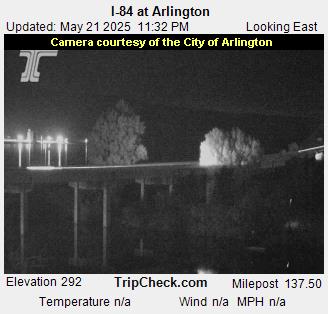 I-84 at Arlington
Updated: May 21 2025 11:32 PM Looking East
Camera courtesy of the City of Arlington
Elevation 292 TripCheck.com Milepost 137.50
Temperature n/a Wind n/a MPH n/a